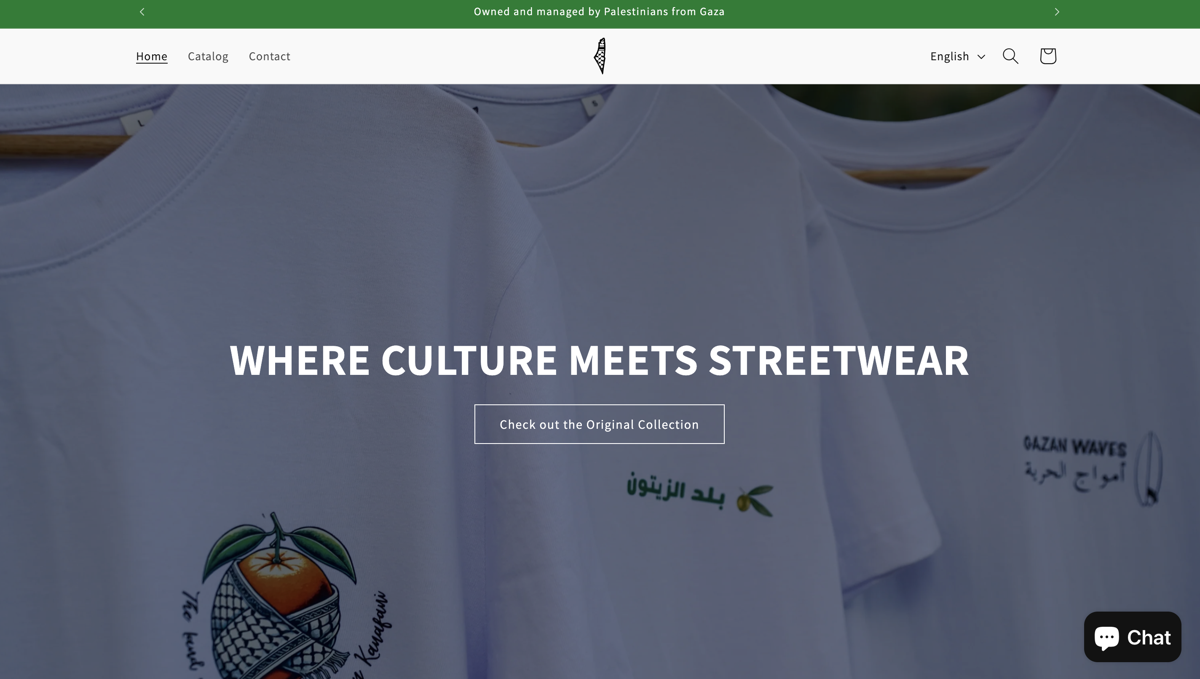 Owned and managed by Palestinians from Gaza
Home
Catalog
Contact
English
L
S
WHERE CULTURE MEETS STREETWEAR
Check out the Original Collection
GAZAN WAVES
أمواج الحرية
بلد الزيتون
The
Kanafani
Chat